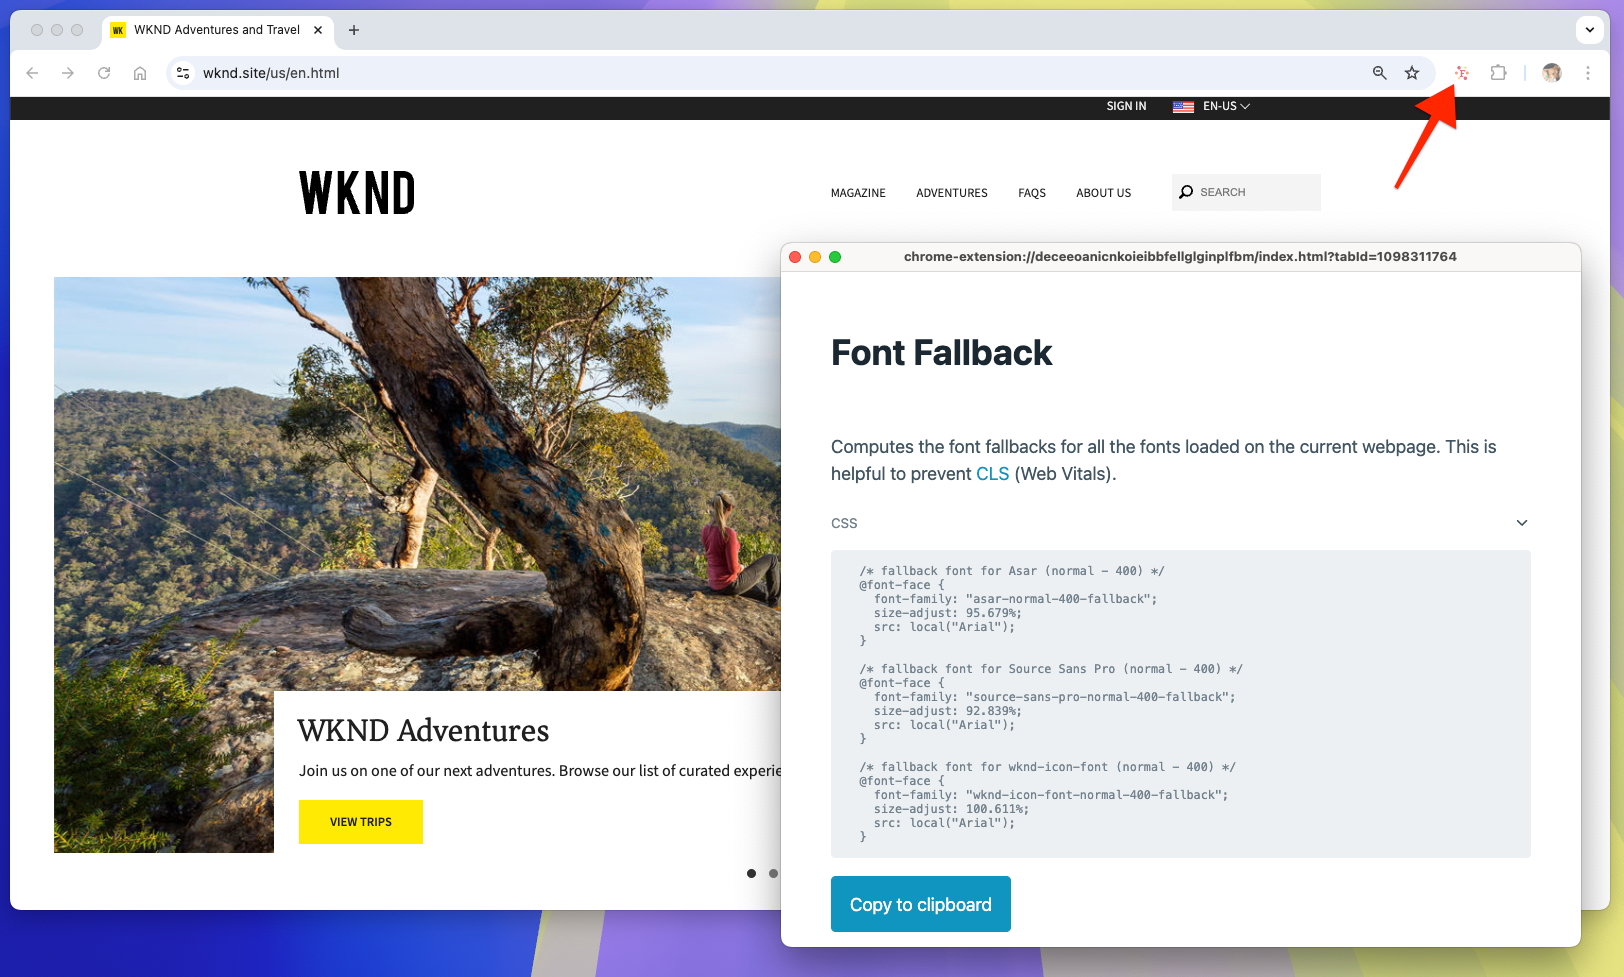 WK WKND Adventures and Travel
wknd.site/us/en.html
SIGN IN EN-US
WKND
MAGAZINE ADVENTURES FAQS ABOUT US SEARCH
WKND Adventures
Join us on one of our next adventures. Browse our list of curated experie
VIEW TRIPS
chrome-extension://deceeoanicnkoieibbfellglginplfbm/index.html?tabId=1098311764
Font Fallback
Computes the font fallbacks for all the fonts loaded on the current webpage. This is
helpful to prevent CLS (Web Vitals).
CSS
/* fallback font for Asar (normal - 400) */
@font-face {
font-family: "asar-normal-400-fallback";
size-adjust: 95.679%;
src: local("Arial");
}
/* fallback font for Source Sans Pro (normal - 400) */
@font-face {
font-family: "source-sans-pro-normal-400-fallback";
size-adjust: 92.839%;
src: local("Arial");
}
/* fallback font for wknd-icon-font (normal - 400) */
@font-face {
font-family: "wknd-icon-font-normal-400-fallback";
size-adjust: 100.611%;
src: local("Arial");
}
Copy to clipboard